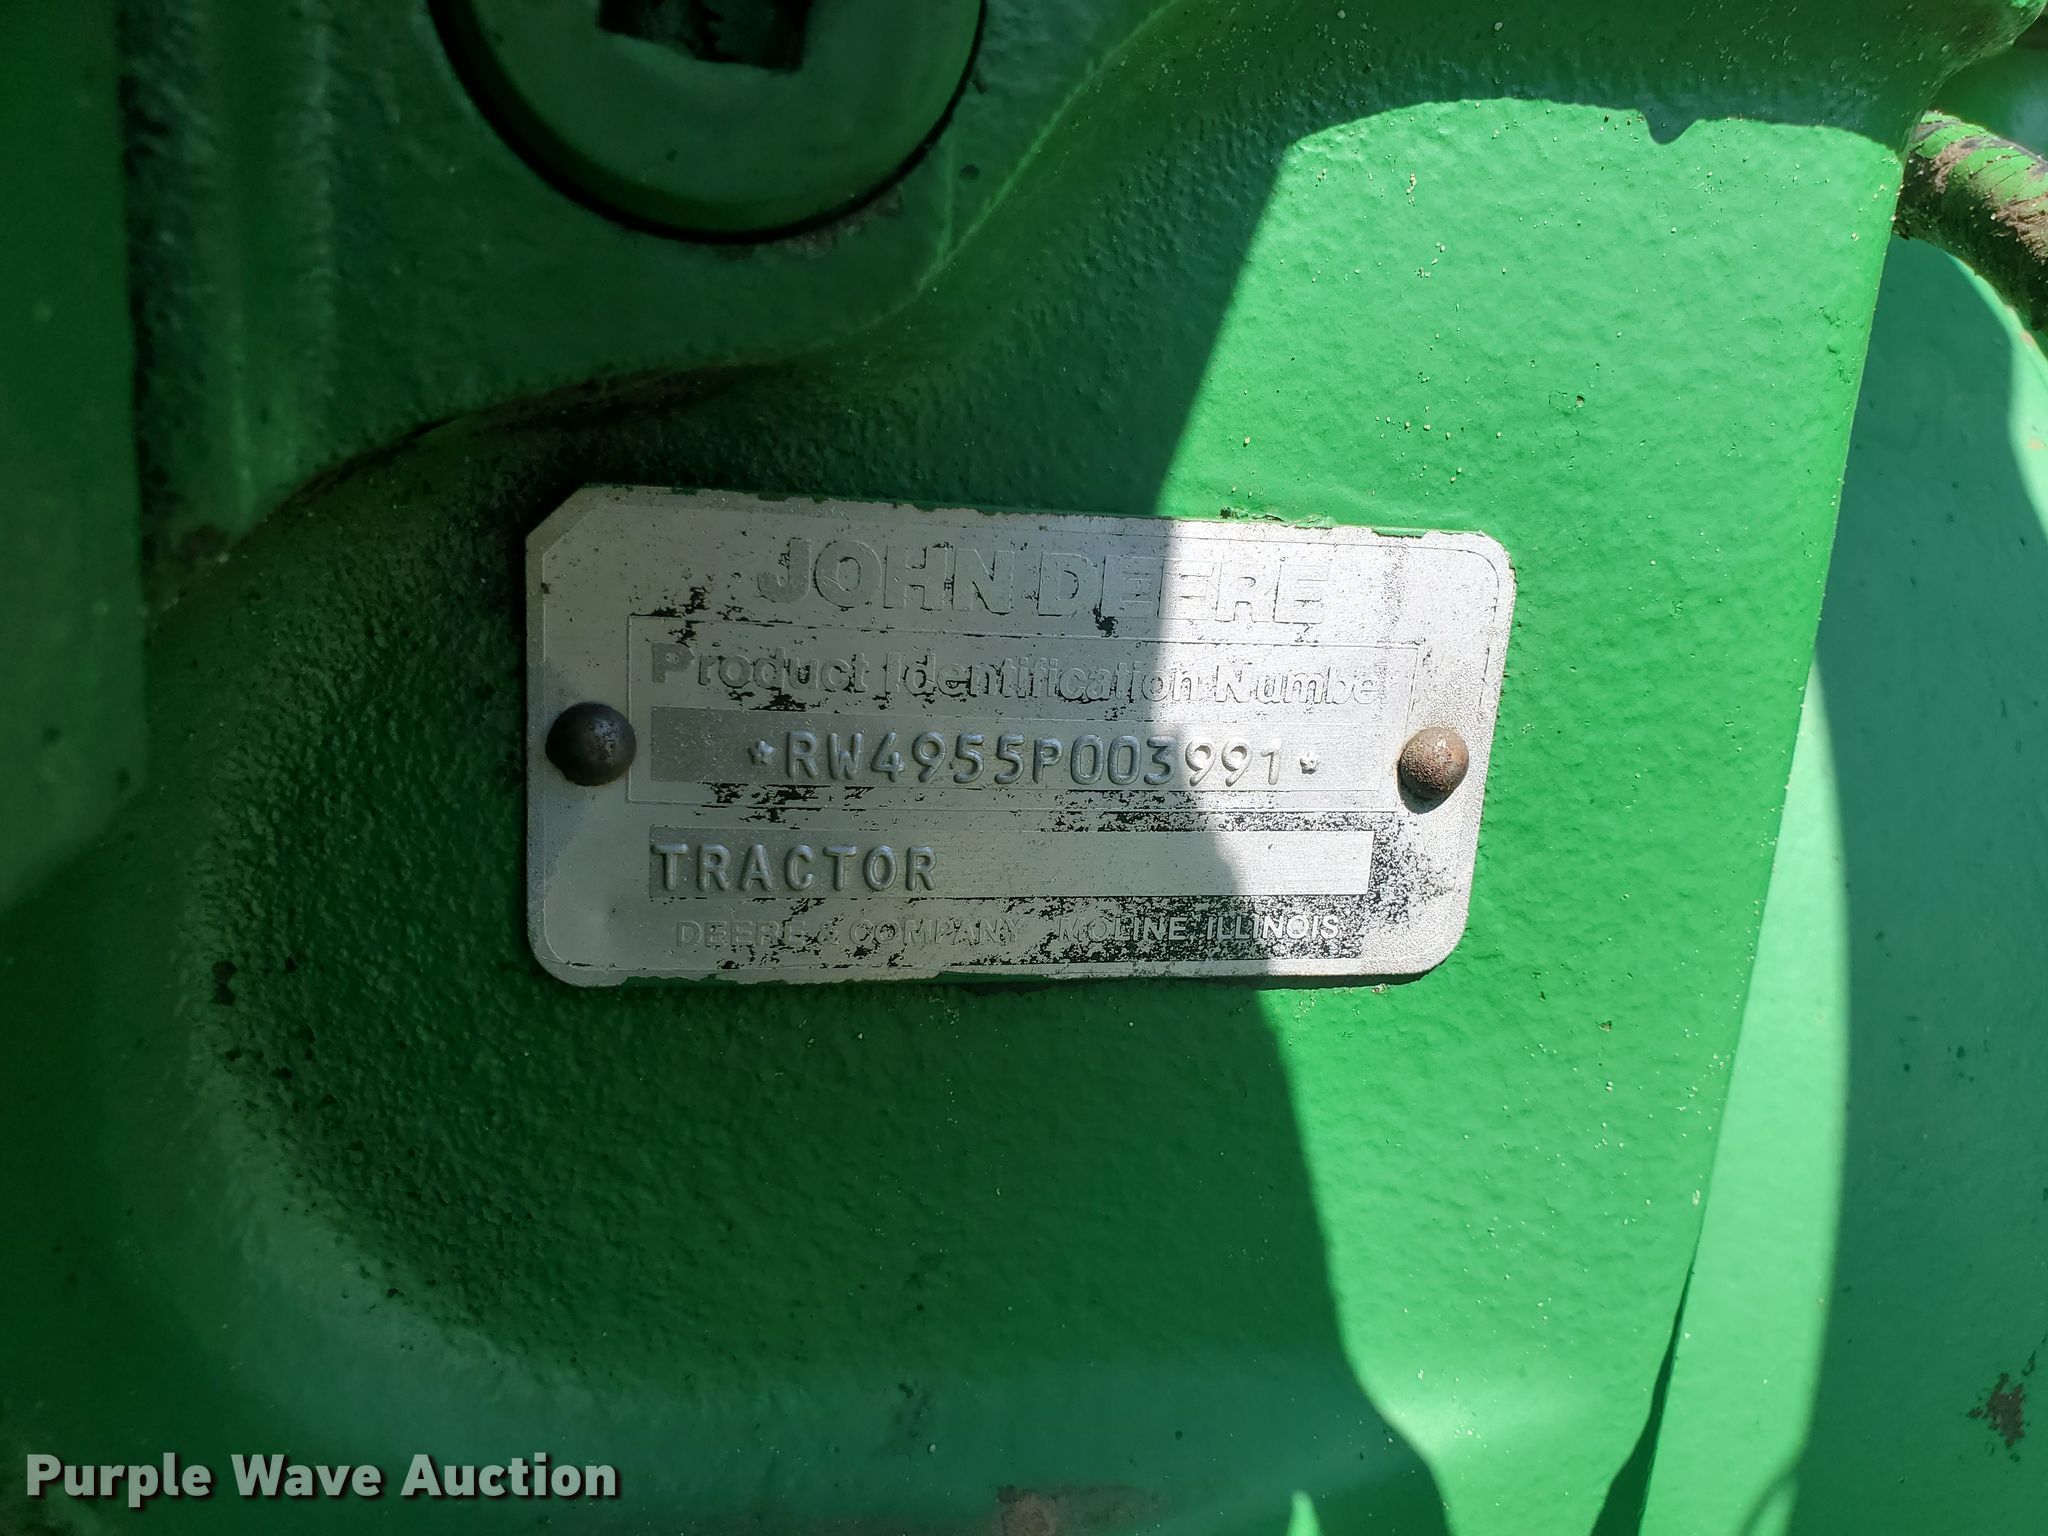 JOHN DEERE
Product Identification Numbe
*RW4955P003991*
TRACTOR
DEERE & COMPANY MOLINE, ILLINOIS
Purple Wave Auction